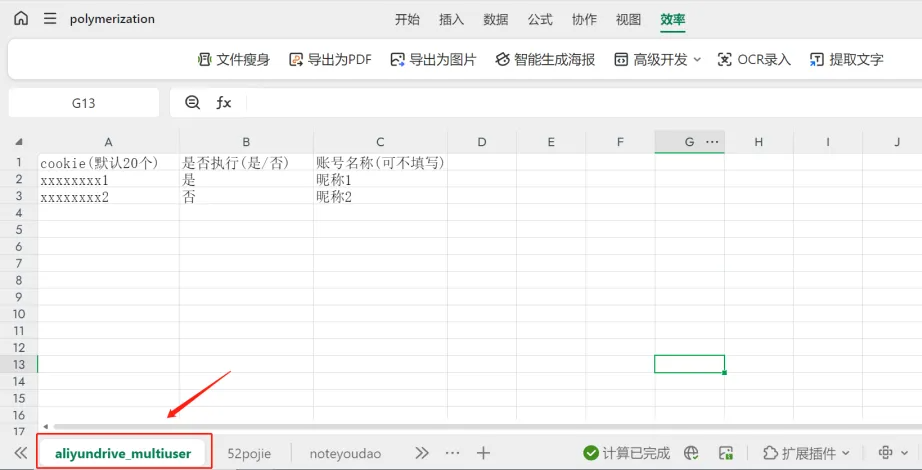 polymerization
开始 插入 数据 公式 协作 视图 效率
文件瘦身 导出为PDF 导出为图片 智能生成海报 高级开发 OCR录入 提取文字
G13 fx
A B C D E F G ··· H I J
1 cookie(默认20个) 是否执行(是/否) 账号名称(可不填写)
2 xxxxxxxx1 是 昵称1
3 xxxxxxxx2 否 昵称2
4
5
6
7
8
9
10
11
12
13
14
15
16
17
aliyundrive_multiuser 52pojie noteyoudao ··· 计算已完成 扩展插件